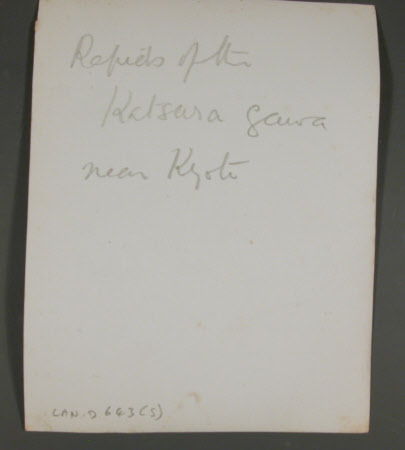 Rapids of the
Katsura gawa
near Kyoto
LAN.D 643(S)